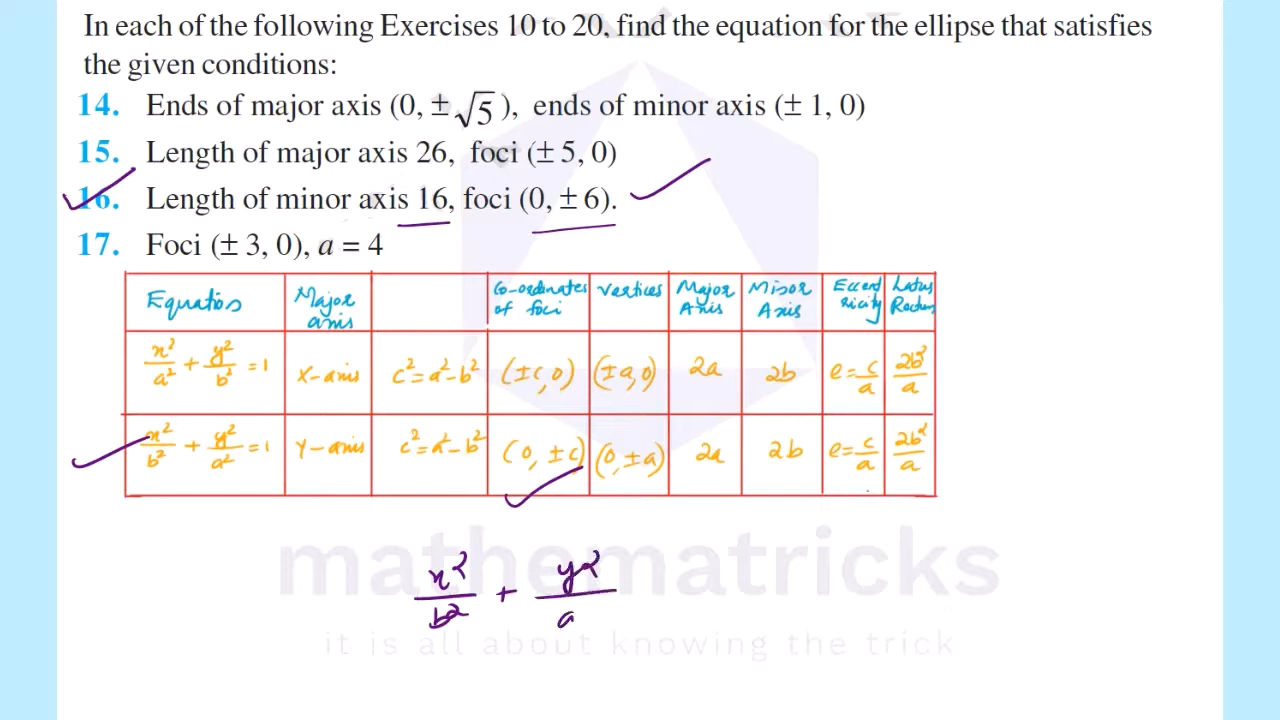 In each of the following Exercises 10 to 20, find the equation for the ellipse that satisfies
the given conditions:
14. Ends of major axis (0, ± √5 ), ends of minor axis (± 1, 0)
15. Length of major axis 26, foci (± 5, 0)
16. Length of minor axis 16, foci (0, ± 6).
17. Foci (± 3, 0), a = 4
Equation | Major axis | | Co-ordinates of foci | Vertices | Major Axis | Minor Axis | Eccentricity | Latus Rectum
x²/a² + y²/b² = 1 | X-axis | c² = a² - b² | (±c, 0) | (±a, 0) | 2a | 2b | e = c/a | 2b²/a
x²/b² + y²/a² = 1 | Y-axis | c² = a² - b² | (0, ±c) | (0, ±a) | 2a | 2b | e = c/a | 2b²/a
mathematricks
x²/b² + y²/a
it is all about knowing the trick